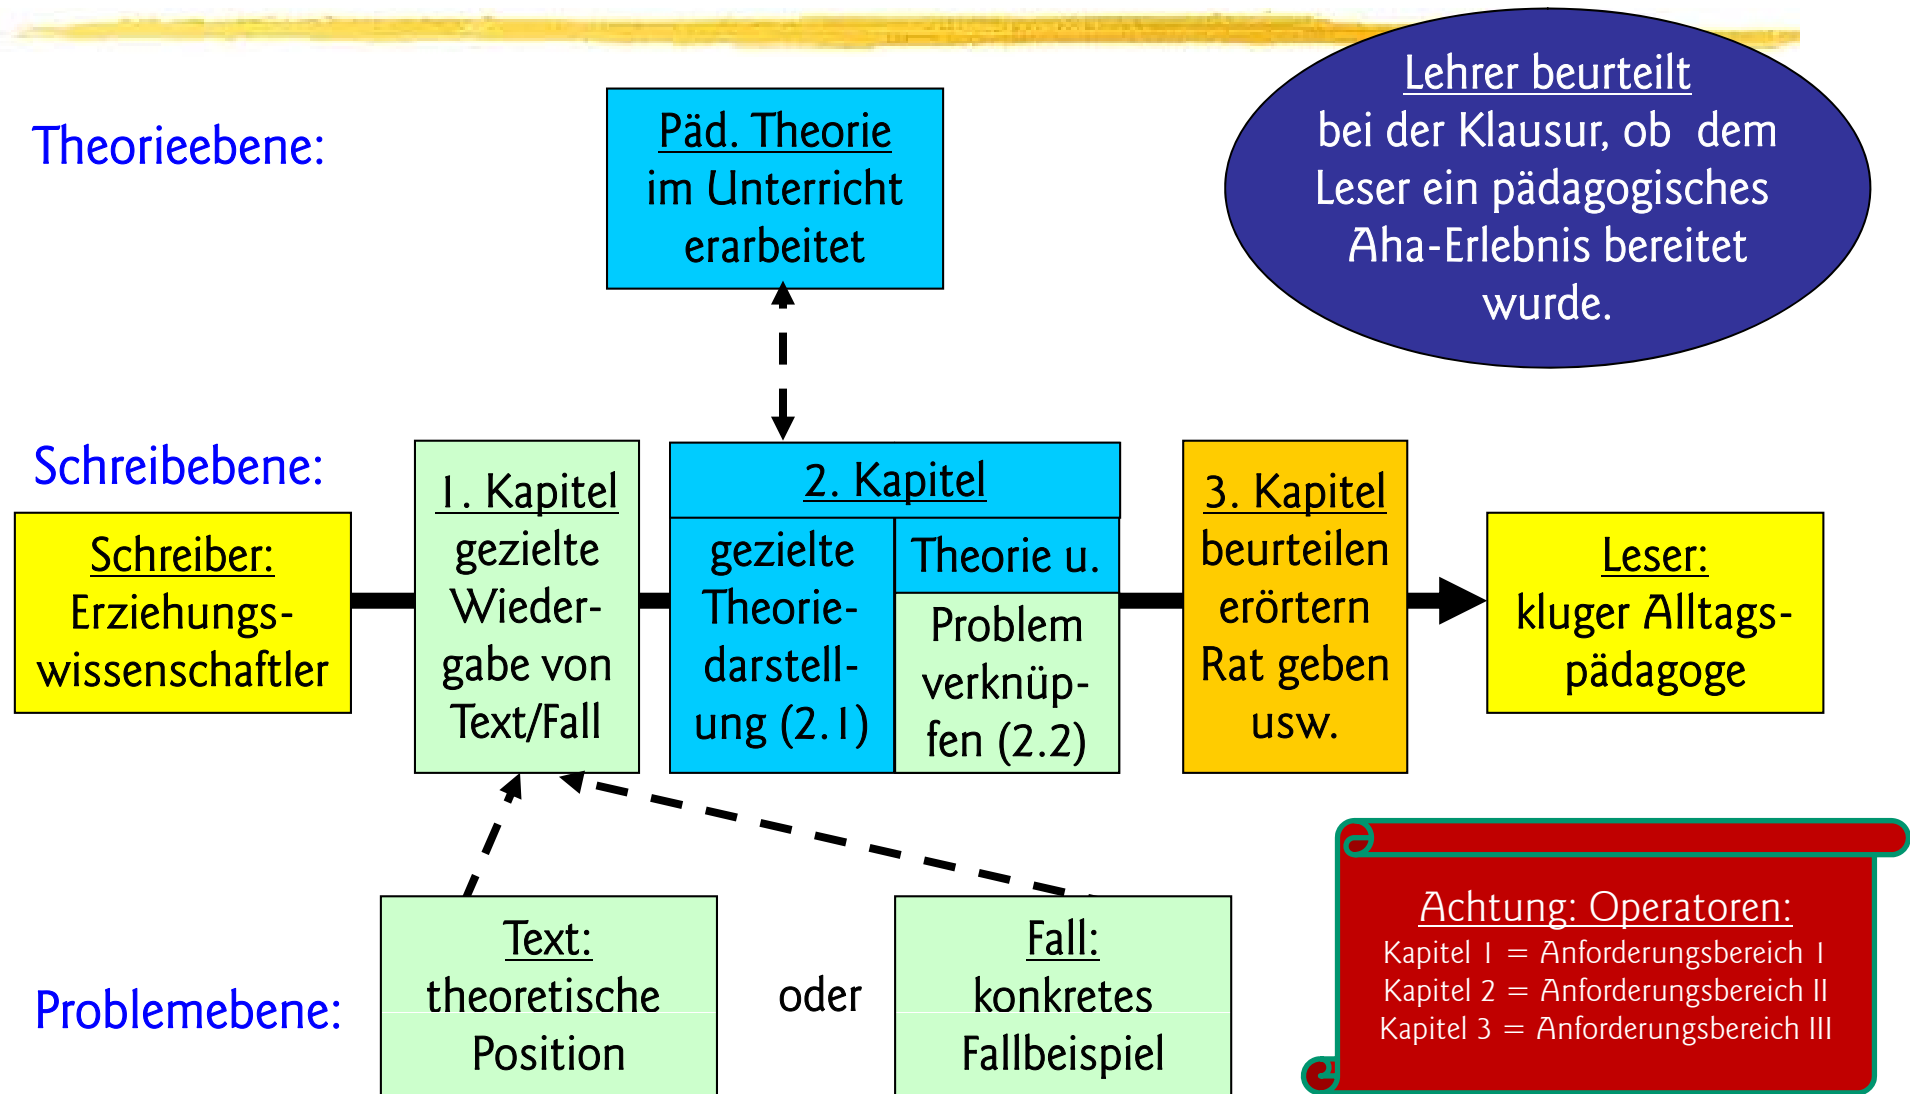 Theorieebene:
Päd. Theorie
im Unterricht
erarbeitet
Lehrer beurteilt
bei der Klausur, ob dem
Leser ein pädagogisches
Aha-Erlebnis bereitet
wurde.
Schreibebene:
Schreiber:
Erziehungs-
wissenschaftler
1. Kapitel
gezielte
Wieder-
gabe von
Text/Fall
2. Kapitel
gezielte
Theorie-
darstell-
ung (2.1)
Theorie u.
Problem
verknüp-
fen (2.2)
3. Kapitel
beurteilen
erörtern
Rat geben
usw.
Leser:
kluger Alltags-
pädagoge
Problemebene:
Text:
theoretische
Position
oder
Fall:
konkretes
Fallbeispiel
Achtung: Operatoren:
Kapitel 1 = Anforderungsbereich I
Kapitel 2 = Anforderungsbereich II
Kapitel 3 = Anforderungsbereich III